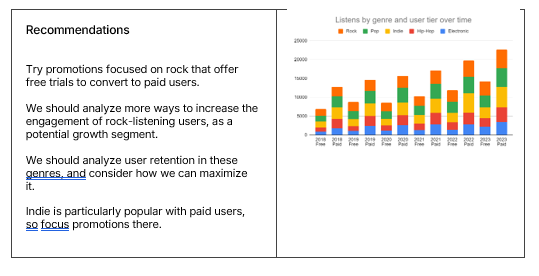 Recommendations
Try promotions focused on rock that offer
free trials to convert to paid users.
We should analyze more ways to increase the
engagement of rock-listening users, as a
potential growth segment.
We should analyze user retention in these
genres, and consider how we can maximize
it.
Indie is particularly popular with paid users,
so focus promotions there.
Listens by genre and user tier over time
Rock Pop Indie Hip-Hop Electronic
25000
20000
15000
10000
5000
0
2018 2018 2019 2019 2020 2020 2021 2021 2022 2022 2023 2023
Free Paid Free Paid Free Paid Free Paid Free Paid Free Paid